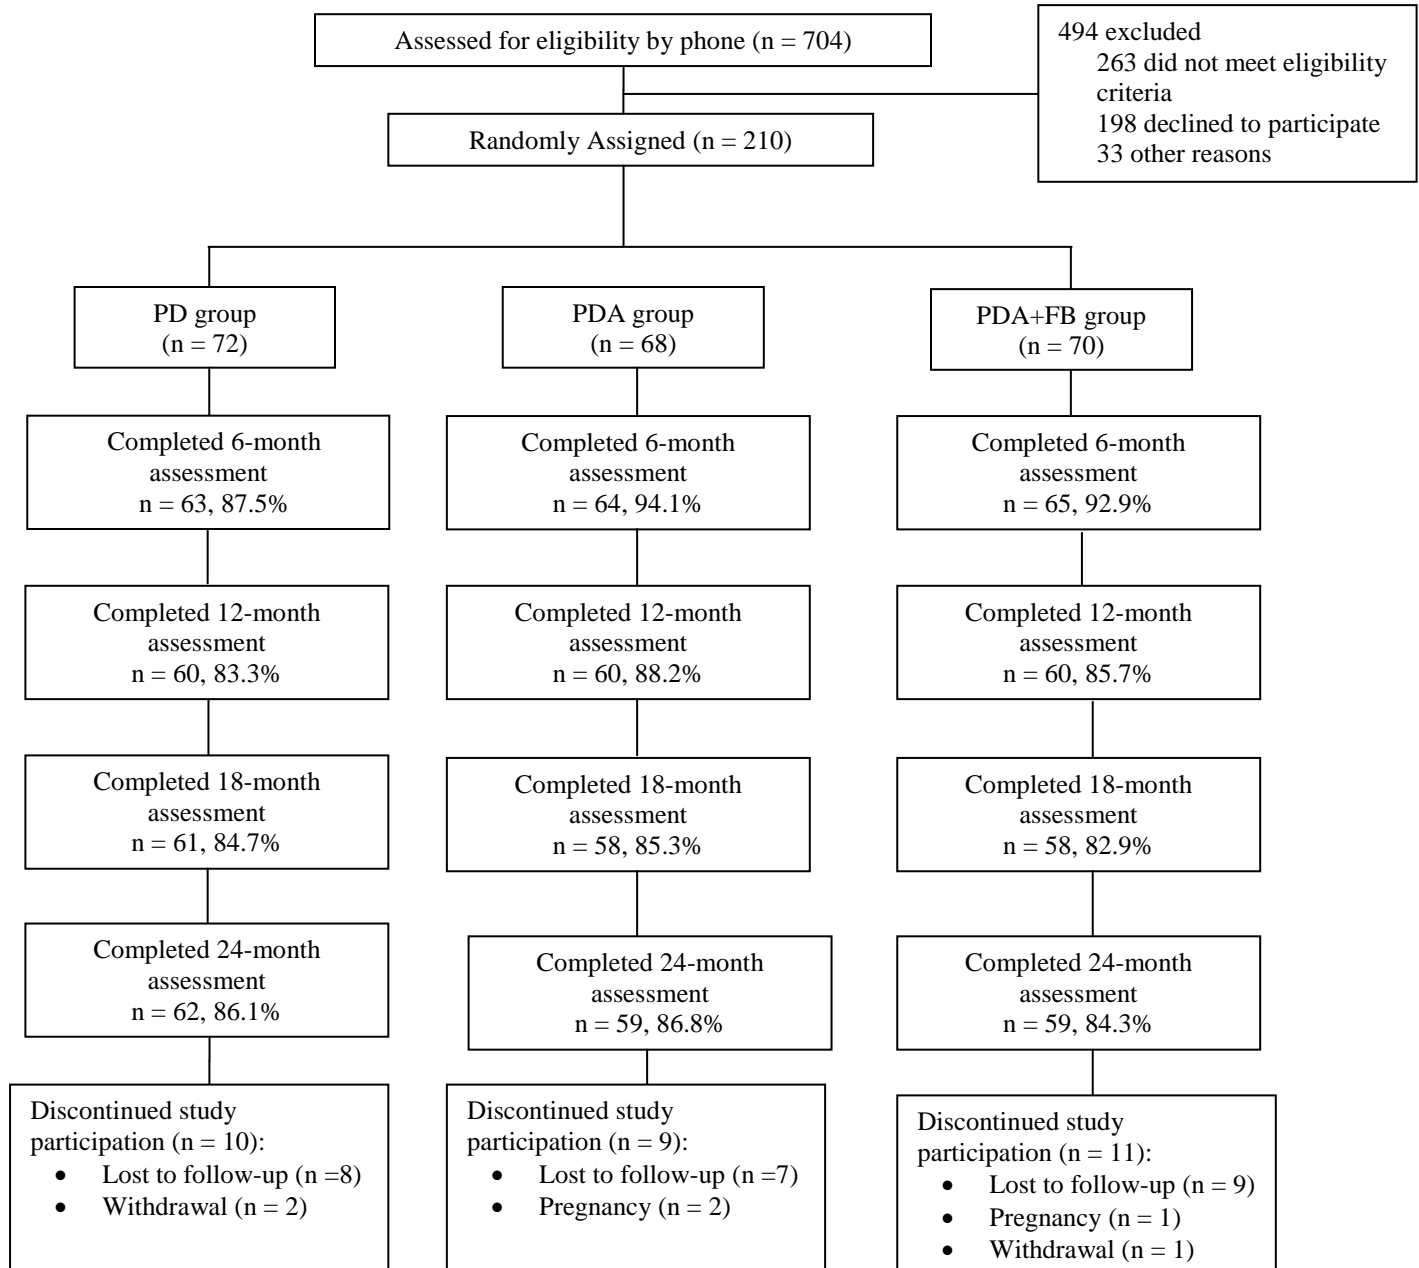 Assessed for eligibility by phone (n = 704)
494 excluded
263 did not meet eligibility
criteria
198 declined to participate
33 other reasons
Randomly Assigned (n = 210)
PD group
(n = 72)
PDA group
(n = 68)
PDA+FB group
(n = 70)
Completed 6-month
assessment
n = 63, 87.5%
Completed 6-month
assessment
n = 64, 94.1%
Completed 6-month
assessment
n = 65, 92.9%
Completed 12-month
assessment
n = 60, 83.3%
Completed 12-month
assessment
n = 60, 88.2%
Completed 12-month
assessment
n = 60, 85.7%
Completed 18-month
assessment
n = 61, 84.7%
Completed 18-month
assessment
n = 58, 85.3%
Completed 18-month
assessment
n = 58, 82.9%
Completed 24-month
assessment
n = 62, 86.1%
Completed 24-month
assessment
n = 59, 86.8%
Completed 24-month
assessment
n = 59, 84.3%
Discontinued study
participation (n = 10):
• Lost to follow-up (n =8)
• Withdrawal (n = 2)
Discontinued study
participation (n = 9):
• Lost to follow-up (n =7)
• Pregnancy (n = 2)
Discontinued study
participation (n = 11):
• Lost to follow-up (n = 9)
• Pregnancy (n = 1)
• Withdrawal (n = 1)